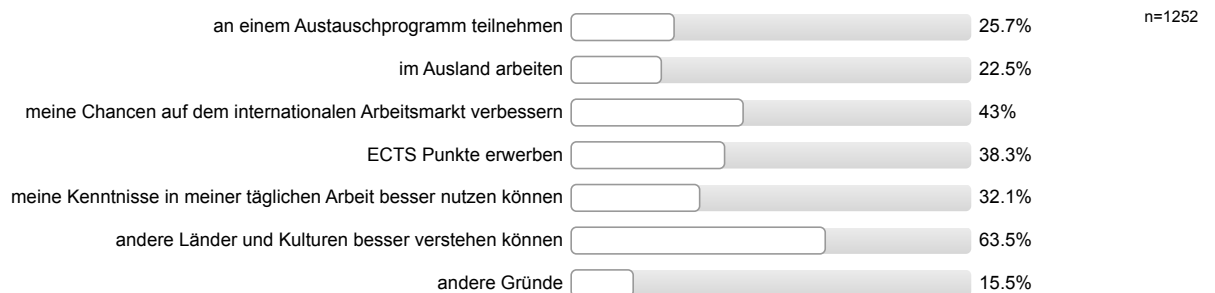 an einem Austauschprogramm teilnehmen 25.7% n=1252
im Ausland arbeiten 22.5%
meine Chancen auf dem internationalen Arbeitsmarkt verbessern 43%
ECTS Punkte erwerben 38.3%
meine Kenntnisse in meiner täglichen Arbeit besser nutzen können 32.1%
andere Länder und Kulturen besser verstehen können 63.5%
andere Gründe 15.5%